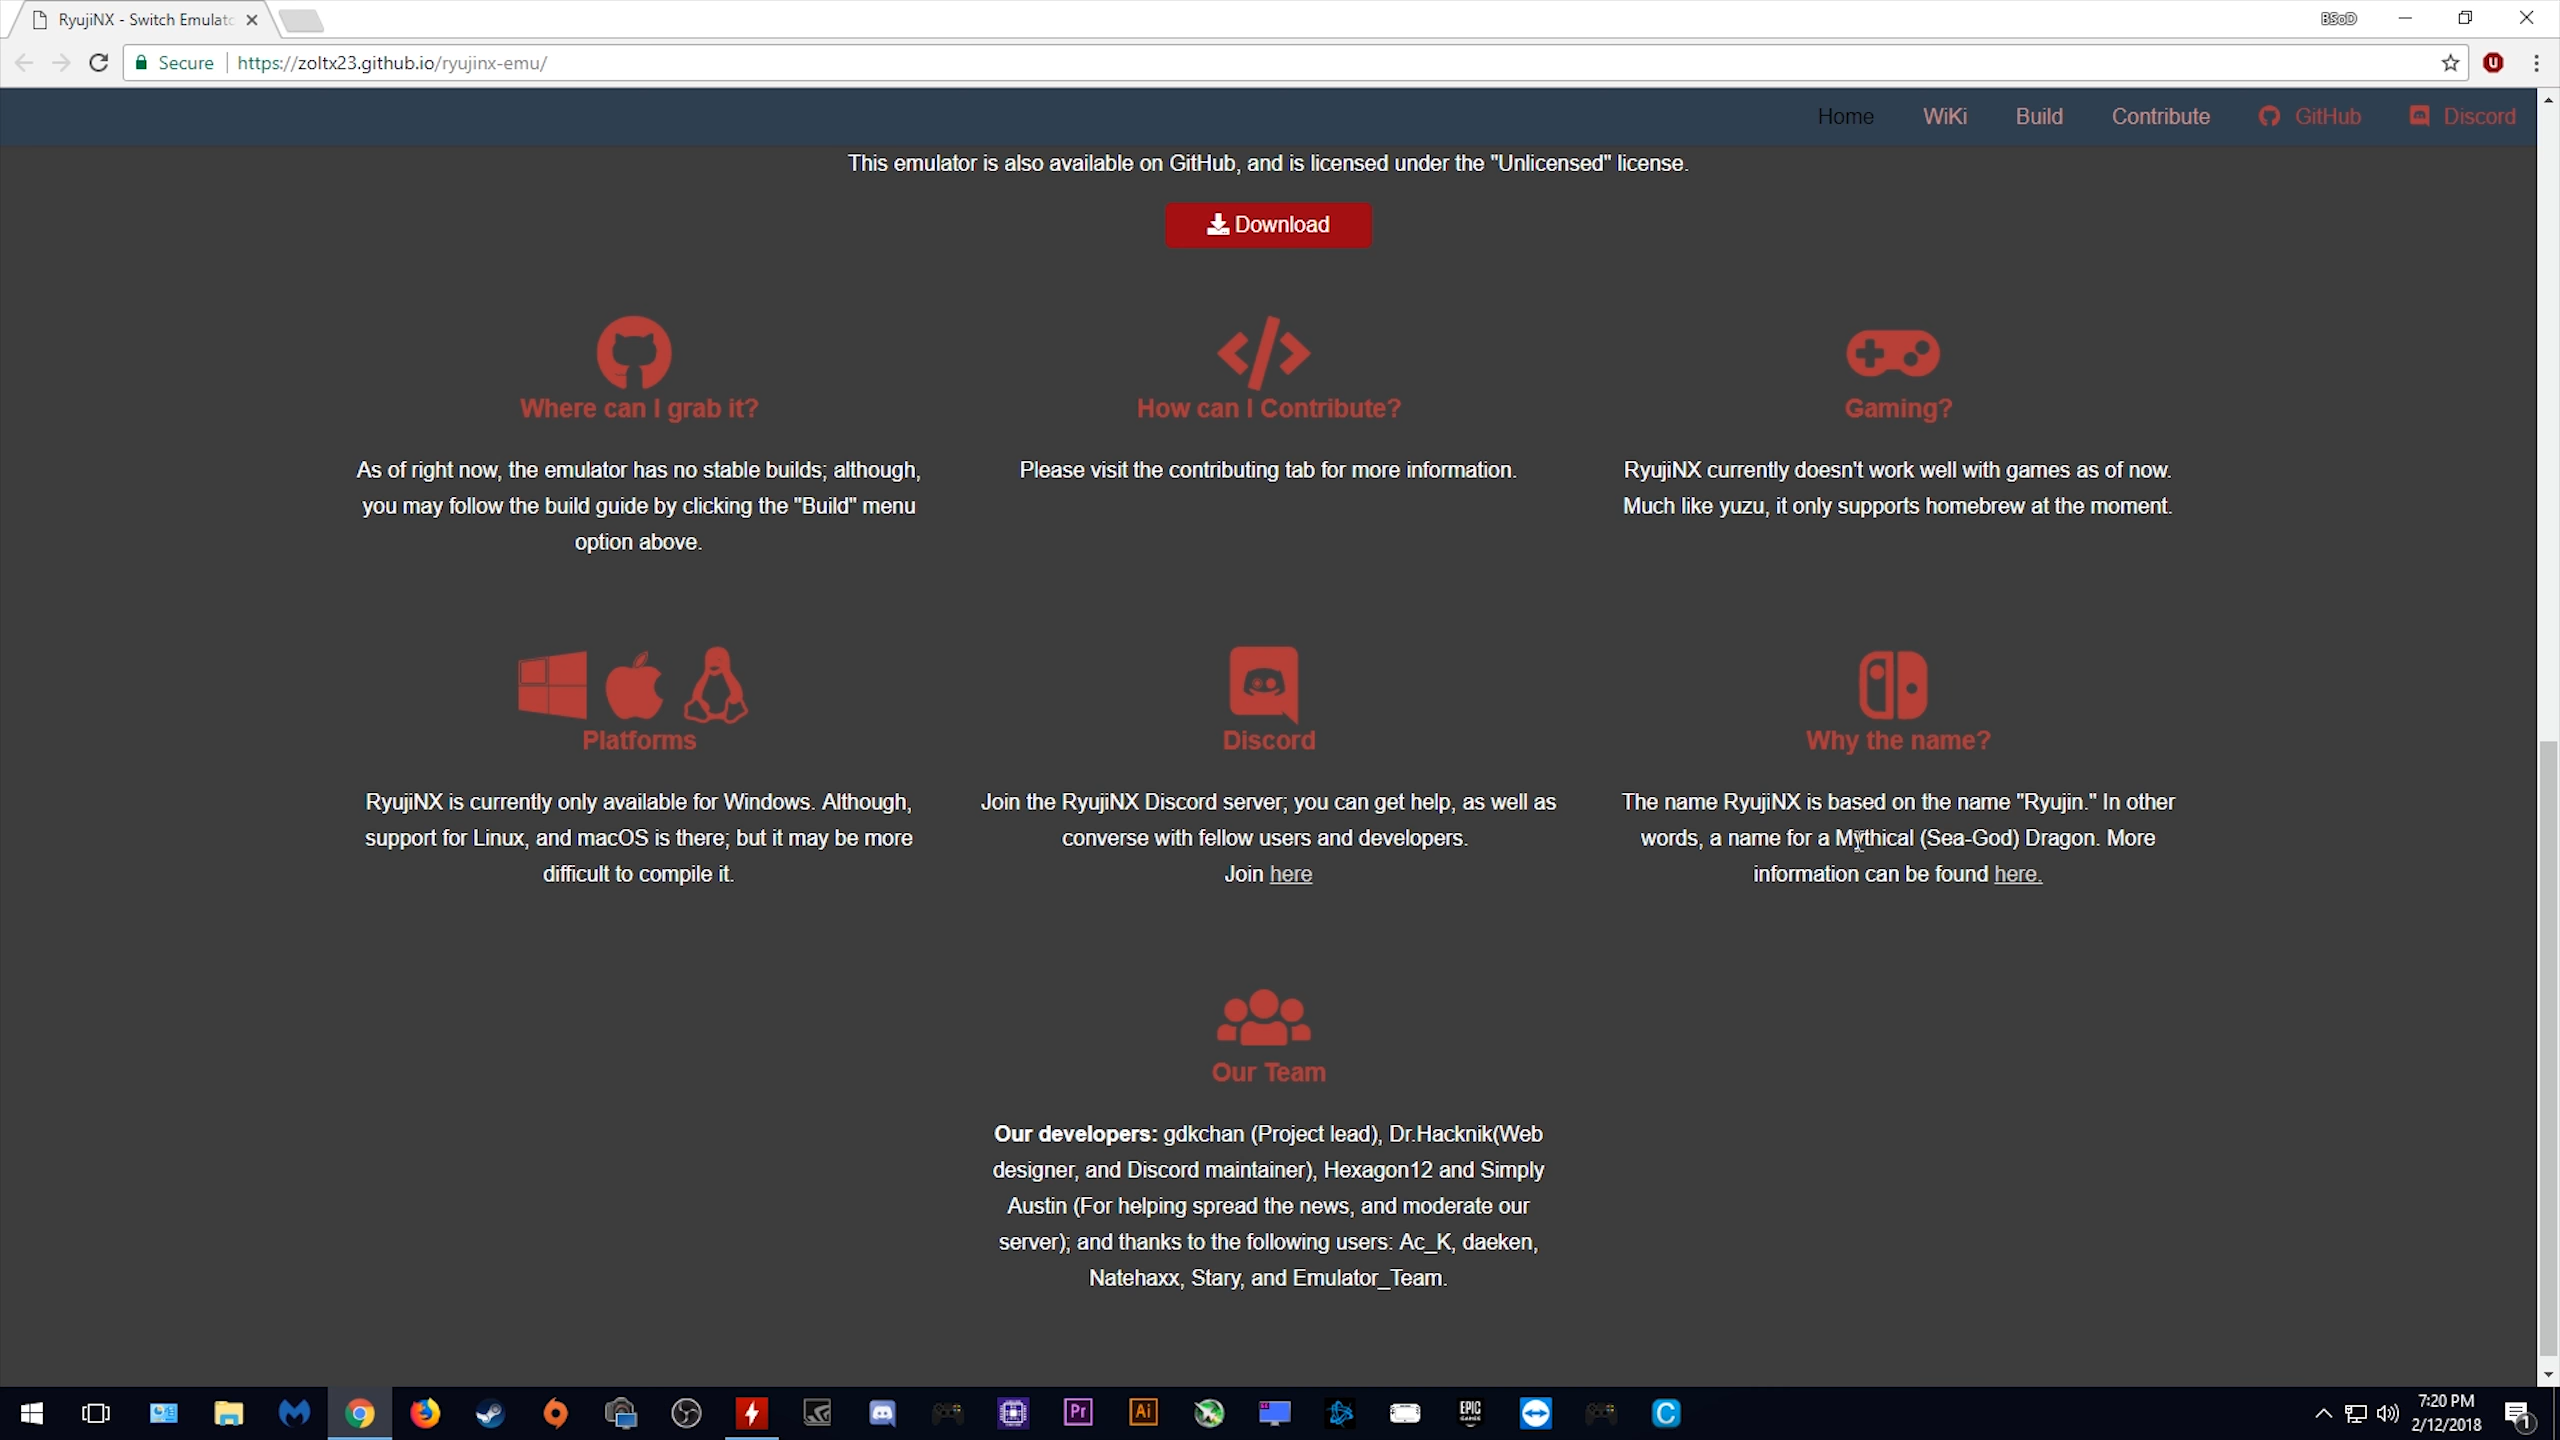 RyujiNX - Switch Emulato
BSoD
Secure
https://zoltx23.github.io/ryujinx-emu/
Home
WiKi
Build
Contribute
GitHub
Discord
This emulator is also available on GitHub, and is licensed under the "Unlicensed" license.
Download
Where can I grab it?
As of right now, the emulator has no stable builds; although,
you may follow the build guide by clicking the "Build" menu
option above.
How can I Contribute?
Please visit the contributing tab for more information.
Gaming?
RyujiNX currently doesn't work well with games as of now.
Much like yuzu, it only supports homebrew at the moment.
Platforms
RyujiNX is currently only available for Windows. Although,
support for Linux, and macOS is there; but it may be more
difficult to compile it.
Discord
Join the RyujiNX Discord server; you can get help, as well as
converse with fellow users and developers.
Join here
Why the name?
The name RyujiNX is based on the name "Ryujin." In other
words, a name for a Mythical (Sea-God) Dragon. More
information can be found here.
Our Team
Our developers: gdkchan (Project lead), Dr.Hacknik(Web
designer, and Discord maintainer), Hexagon12 and Simply
Austin (For helping spread the news, and moderate our
server); and thanks to the following users: Ac_K, daeken,
Natehaxx, Stary, and Emulator_Team.
Pr
Ai
EPIC
GAMES
C
7:20 PM
2/12/2018
1